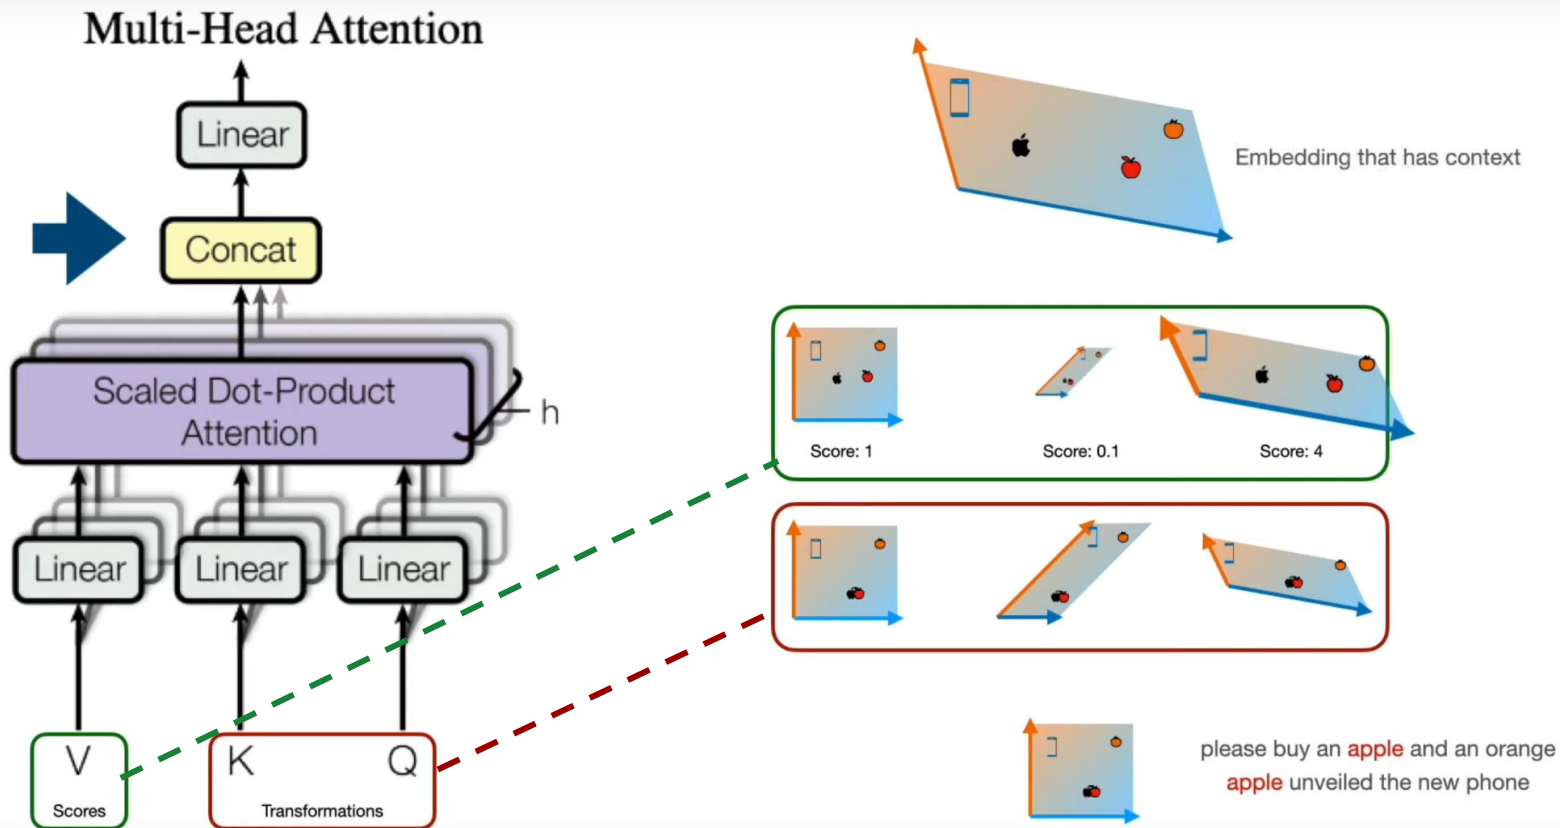 Multi-Head Attention
Linear
Concat
Scaled Dot-Product
Attention
h
Linear
Linear
Linear
V
Scores
K
Q
Transformations
Embedding that has context
Score: 1
Score: 0.1
Score: 4
please buy an apple and an orange
apple unveiled the new phone